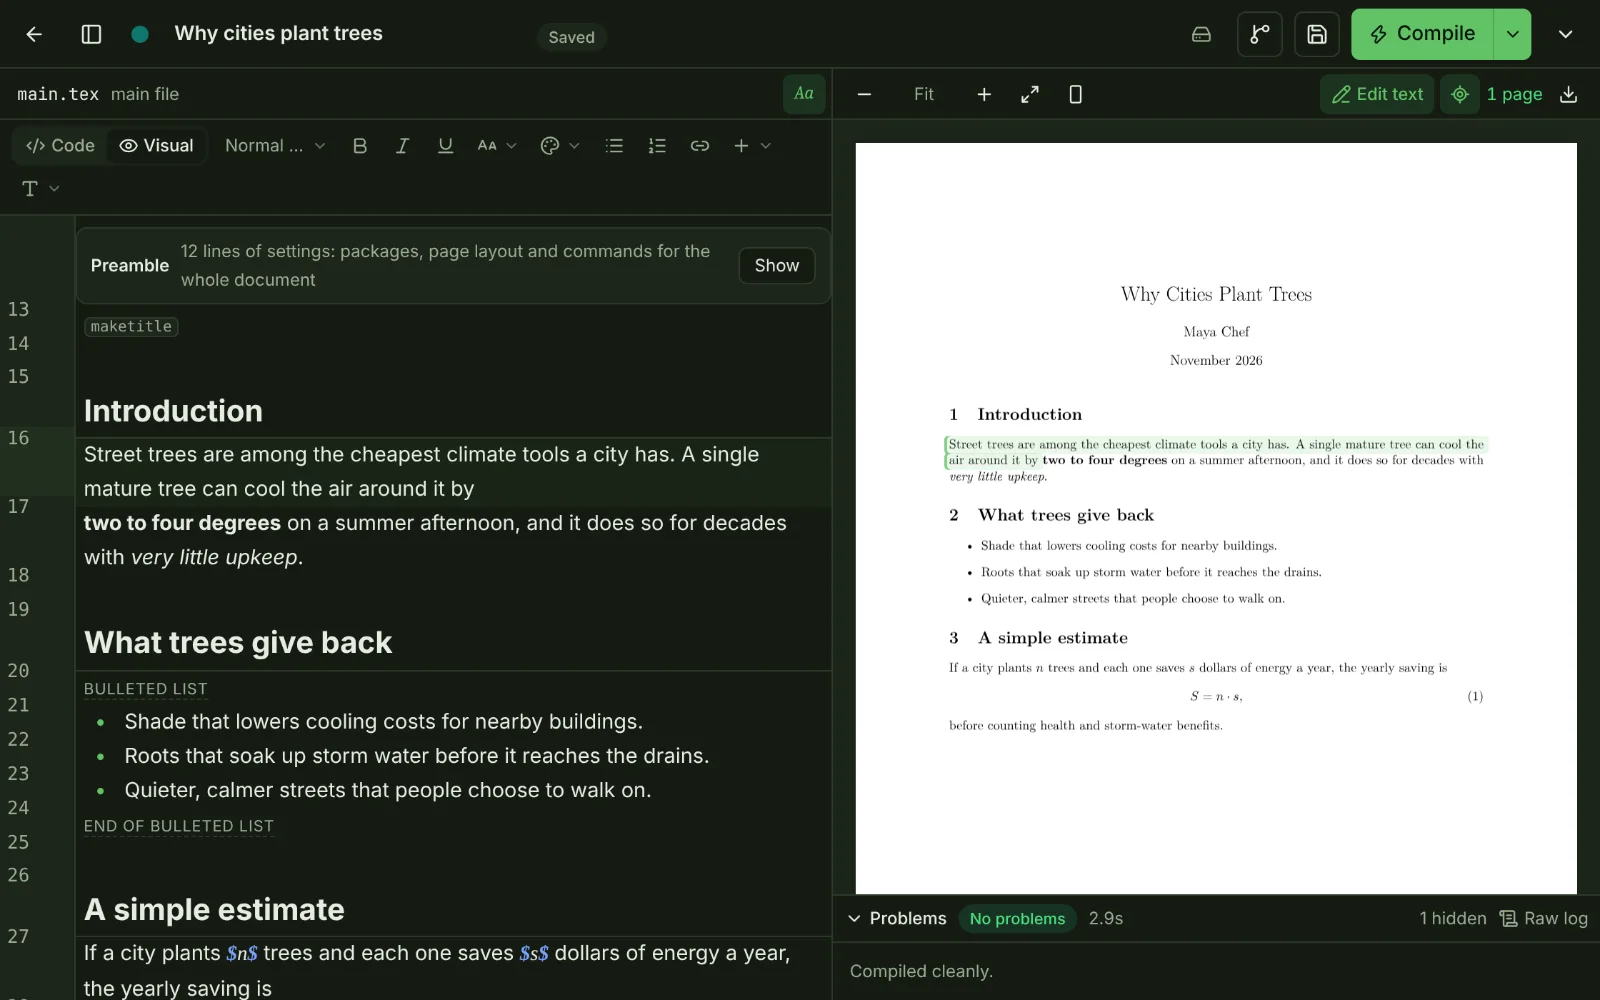 Why cities plant trees
Saved
Compile
main.tex main file
Aa
Fit
Edit text
1 page
Code
Visual
Normal ...
B I U AA
T
Preamble
12 lines of settings: packages, page layout and commands for the
whole document
Show
13
maketitle
14
15
Introduction
16
Street trees are among the cheapest climate tools a city has. A single
mature tree can cool the air around it by
17
two to four degrees on a summer afternoon, and it does so for decades
with very little upkeep.
18
19
What trees give back
20
BULLETED LIST
21
• Shade that lowers cooling costs for nearby buildings.
22
• Roots that soak up storm water before it reaches the drains.
23
• Quieter, calmer streets that people choose to walk on.
24
END OF BULLETED LIST
25
26
A simple estimate
27
If a city plants $n$ trees and each one saves $s$ dollars of energy a year,
the yearly saving is
Why Cities Plant Trees
Maya Chef
November 2026
1 Introduction
Street trees are among the cheapest climate tools a city has. A single mature tree can cool the
air around it by two to four degrees on a summer afternoon, and it does so for decades with
very little upkeep.
2 What trees give back
• Shade that lowers cooling costs for nearby buildings.
• Roots that soak up storm water before it reaches the drains.
• Quieter, calmer streets that people choose to walk on.
3 A simple estimate
If a city plants n trees and each one saves s dollars of energy a year, the yearly saving is
S = n · s, (1)
before counting health and storm-water benefits.
Problems
No problems
2.9s
1 hidden
Raw log
Compiled cleanly.